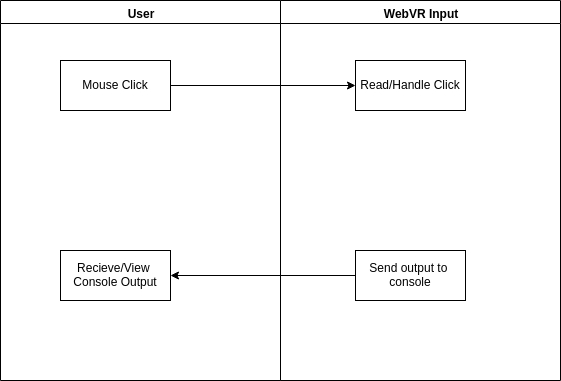 User
WebVR Input
Mouse Click
Read/Handle Click
Recieve/View
Console Output
Send output to
console